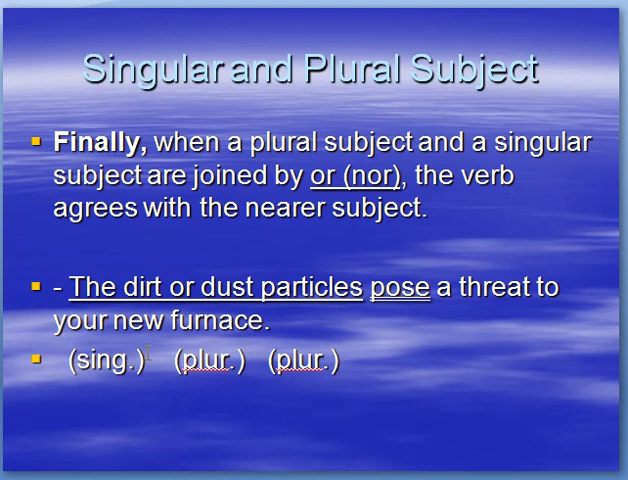 Singular and Plural Subject
Finally, when a plural subject and a singular
subject are joined by or (nor), the verb
agrees with the nearer subject.
- The dirt or dust particles pose a threat to
your new furnace.
(sing.) (plur.) (plur.)